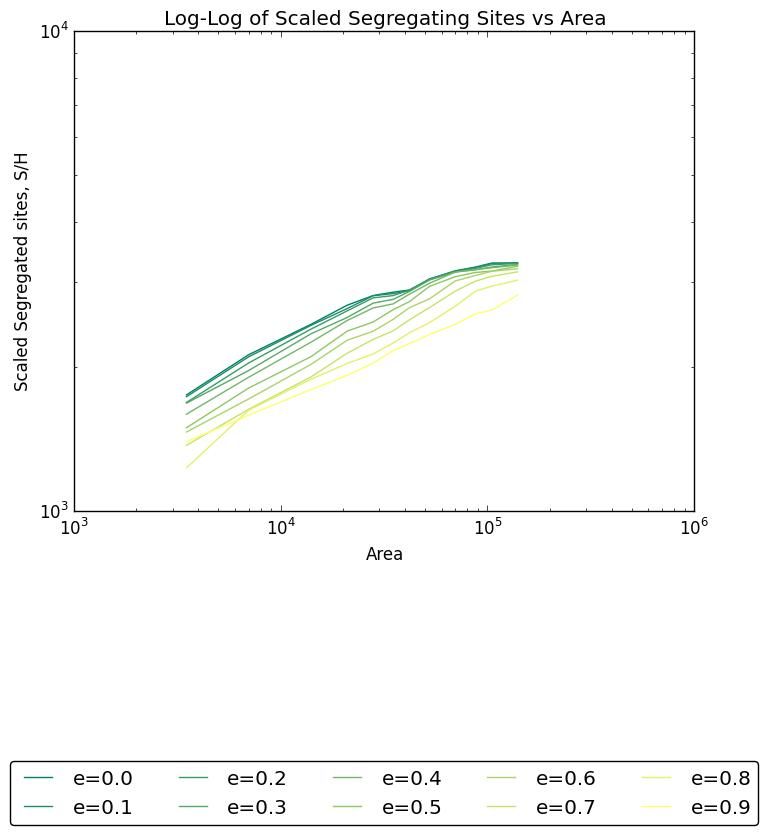 Log-Log of Scaled Segregating Sites vs Area
10^4
Scaled Segregated sites, S/H
10^3
10^3 10^4 10^5 10^6
Area
e=0.0 e=0.2 e=0.4 e=0.6 e=0.8
e=0.1 e=0.3 e=0.5 e=0.7 e=0.9